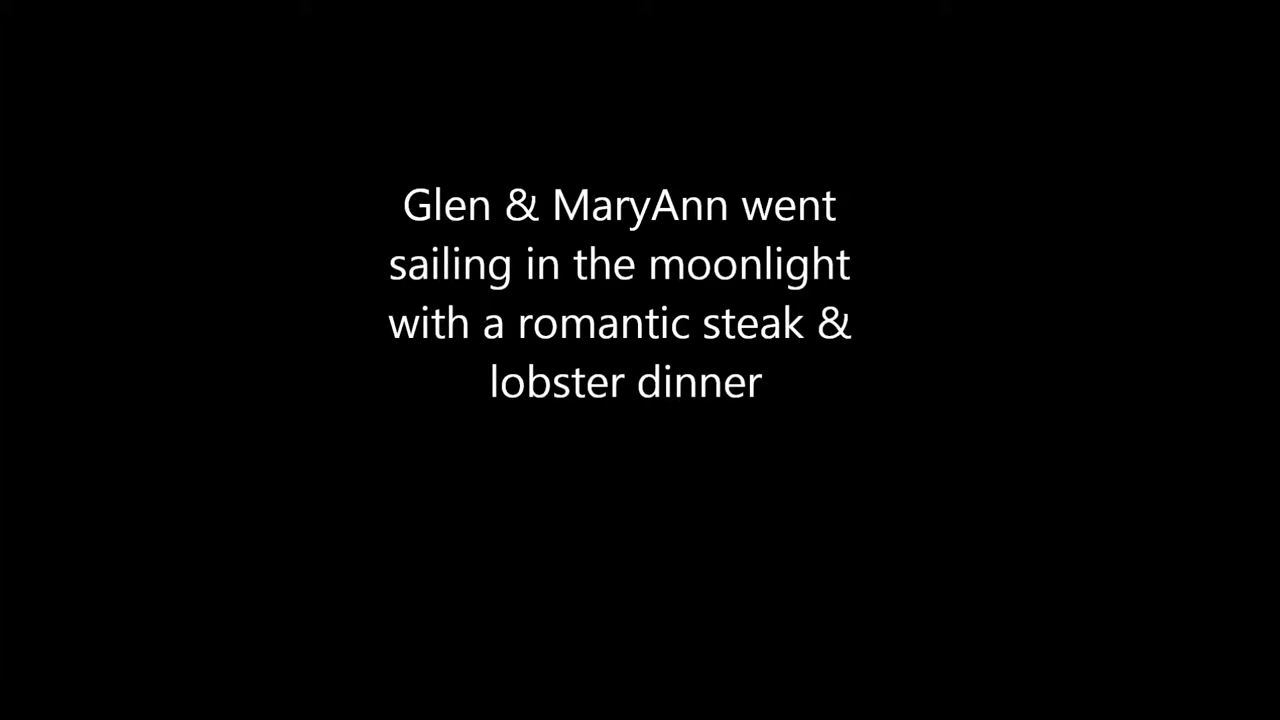 Glen & MaryAnn went
sailing in the moonlight
with a romantic steak &
lobster dinner